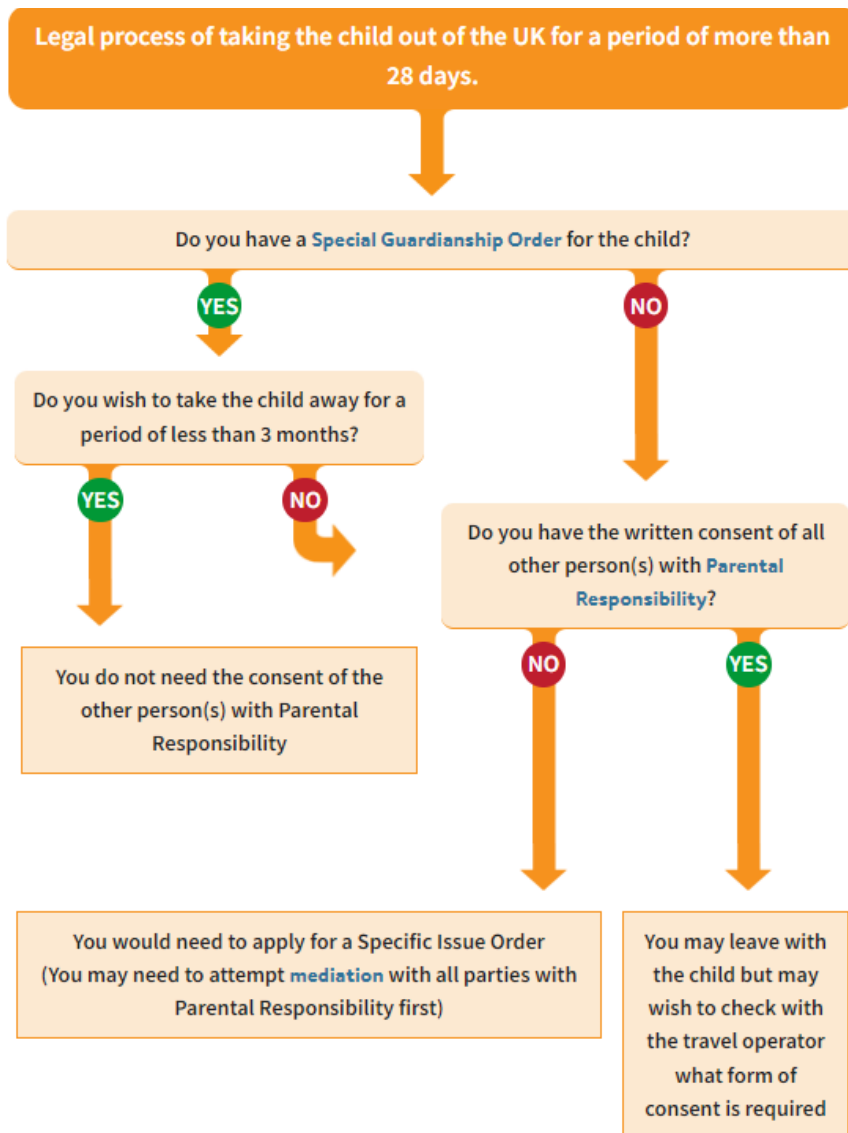 Legal process of taking the child out of the UK for a period of more than
28 days.
Do you have a Special Guardianship Order for the child?
YES
NO
Do you wish to take the child away for a
period of less than 3 months?
YES
NO
Do you have the written consent of all
other person(s) with Parental
Responsibility?
NO
YES
You do not need the consent of the
other person(s) with Parental
Responsibility
You would need to apply for a Specific Issue Order
(You may need to attempt mediation with all parties with
Parental Responsibility first)
You may leave with
the child but may
wish to check with
the travel operator
what form of
consent is required